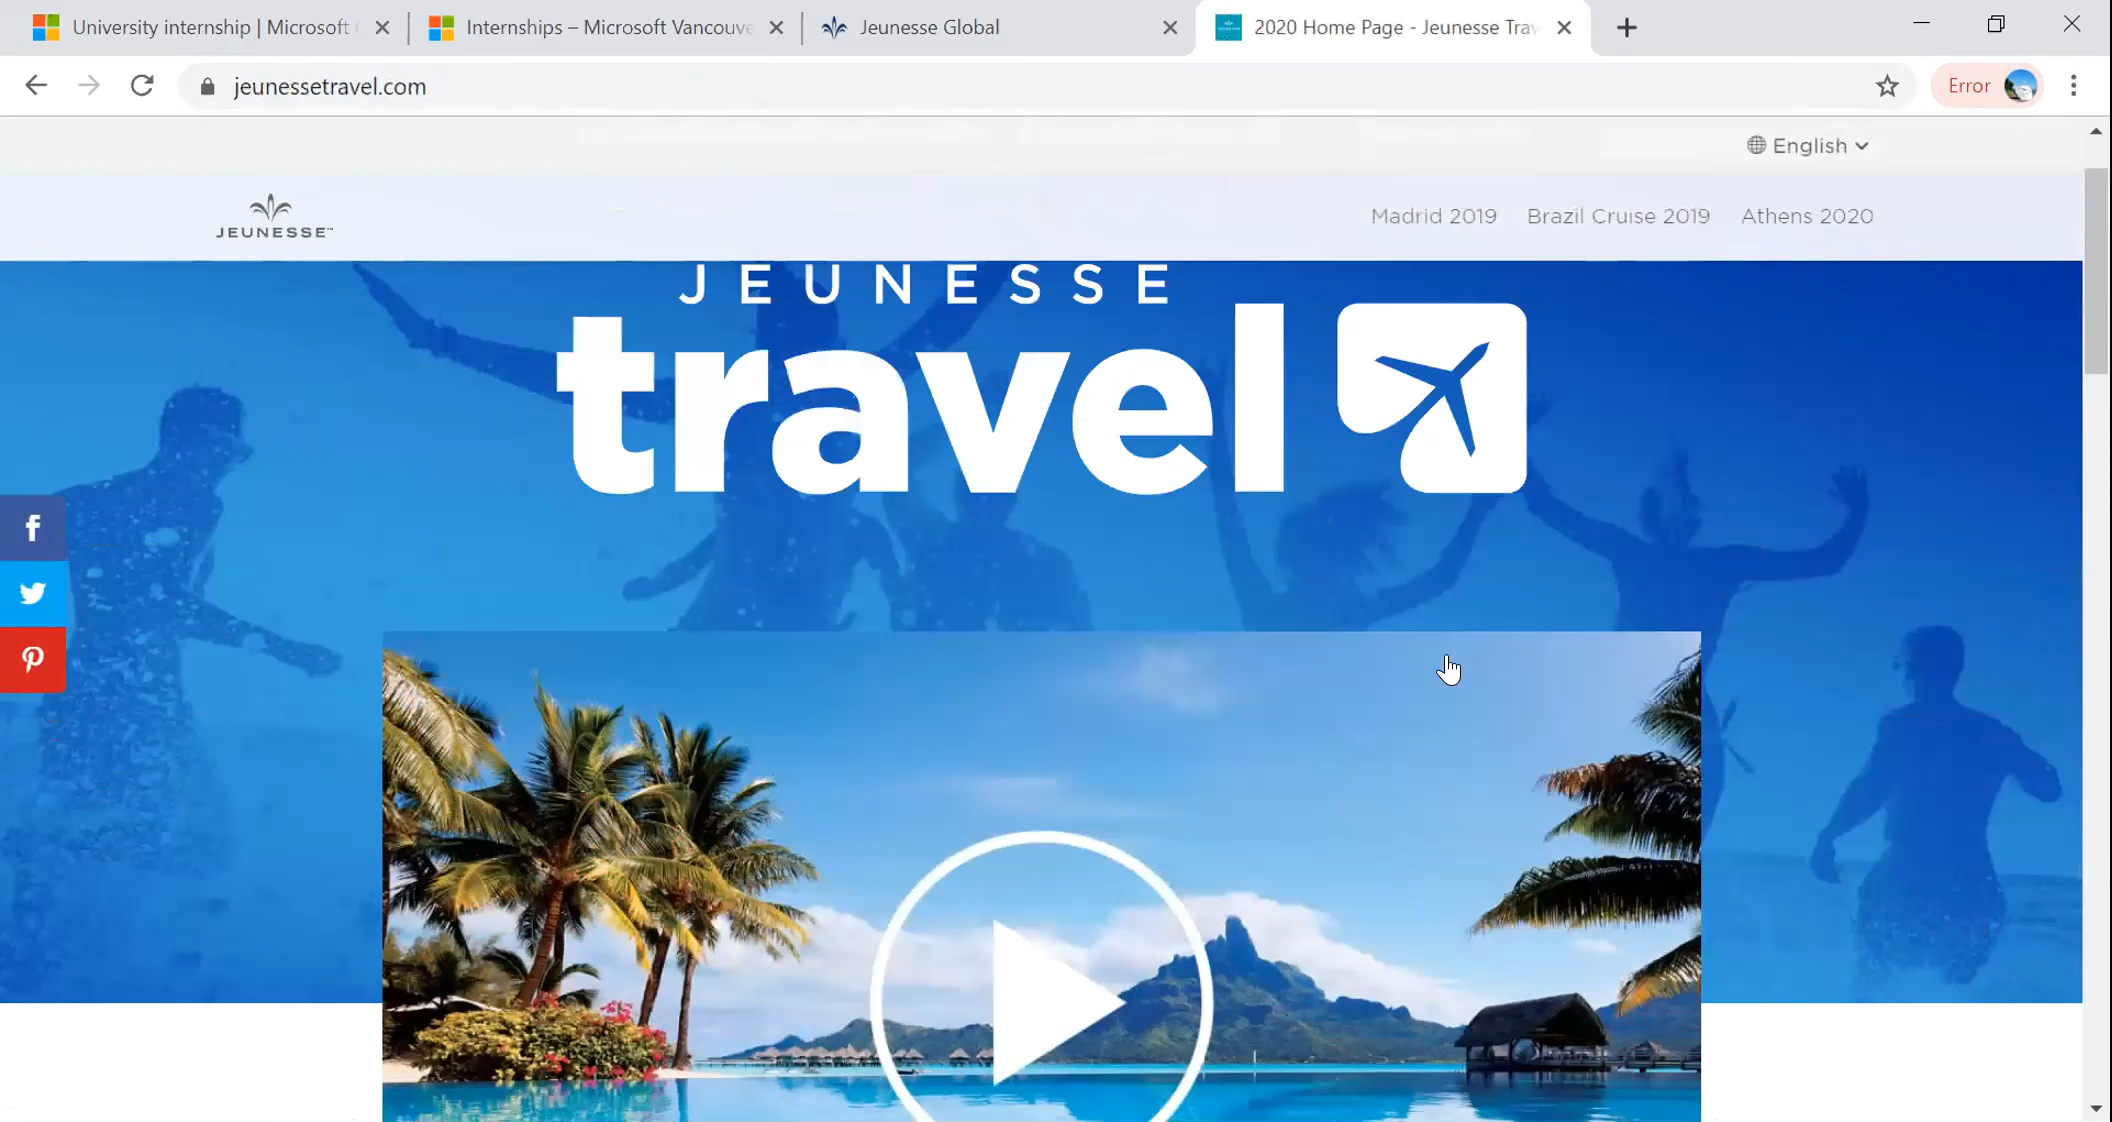 University internship | Microsoft
Internships – Microsoft Vancouve
Jeunesse Global
2020 Home Page - Jeunesse Trav
jeunessetravel.com
Error
English
JEUNESSE
Madrid 2019
Brazil Cruise 2019
Athens 2020
JEUNESSE
travel